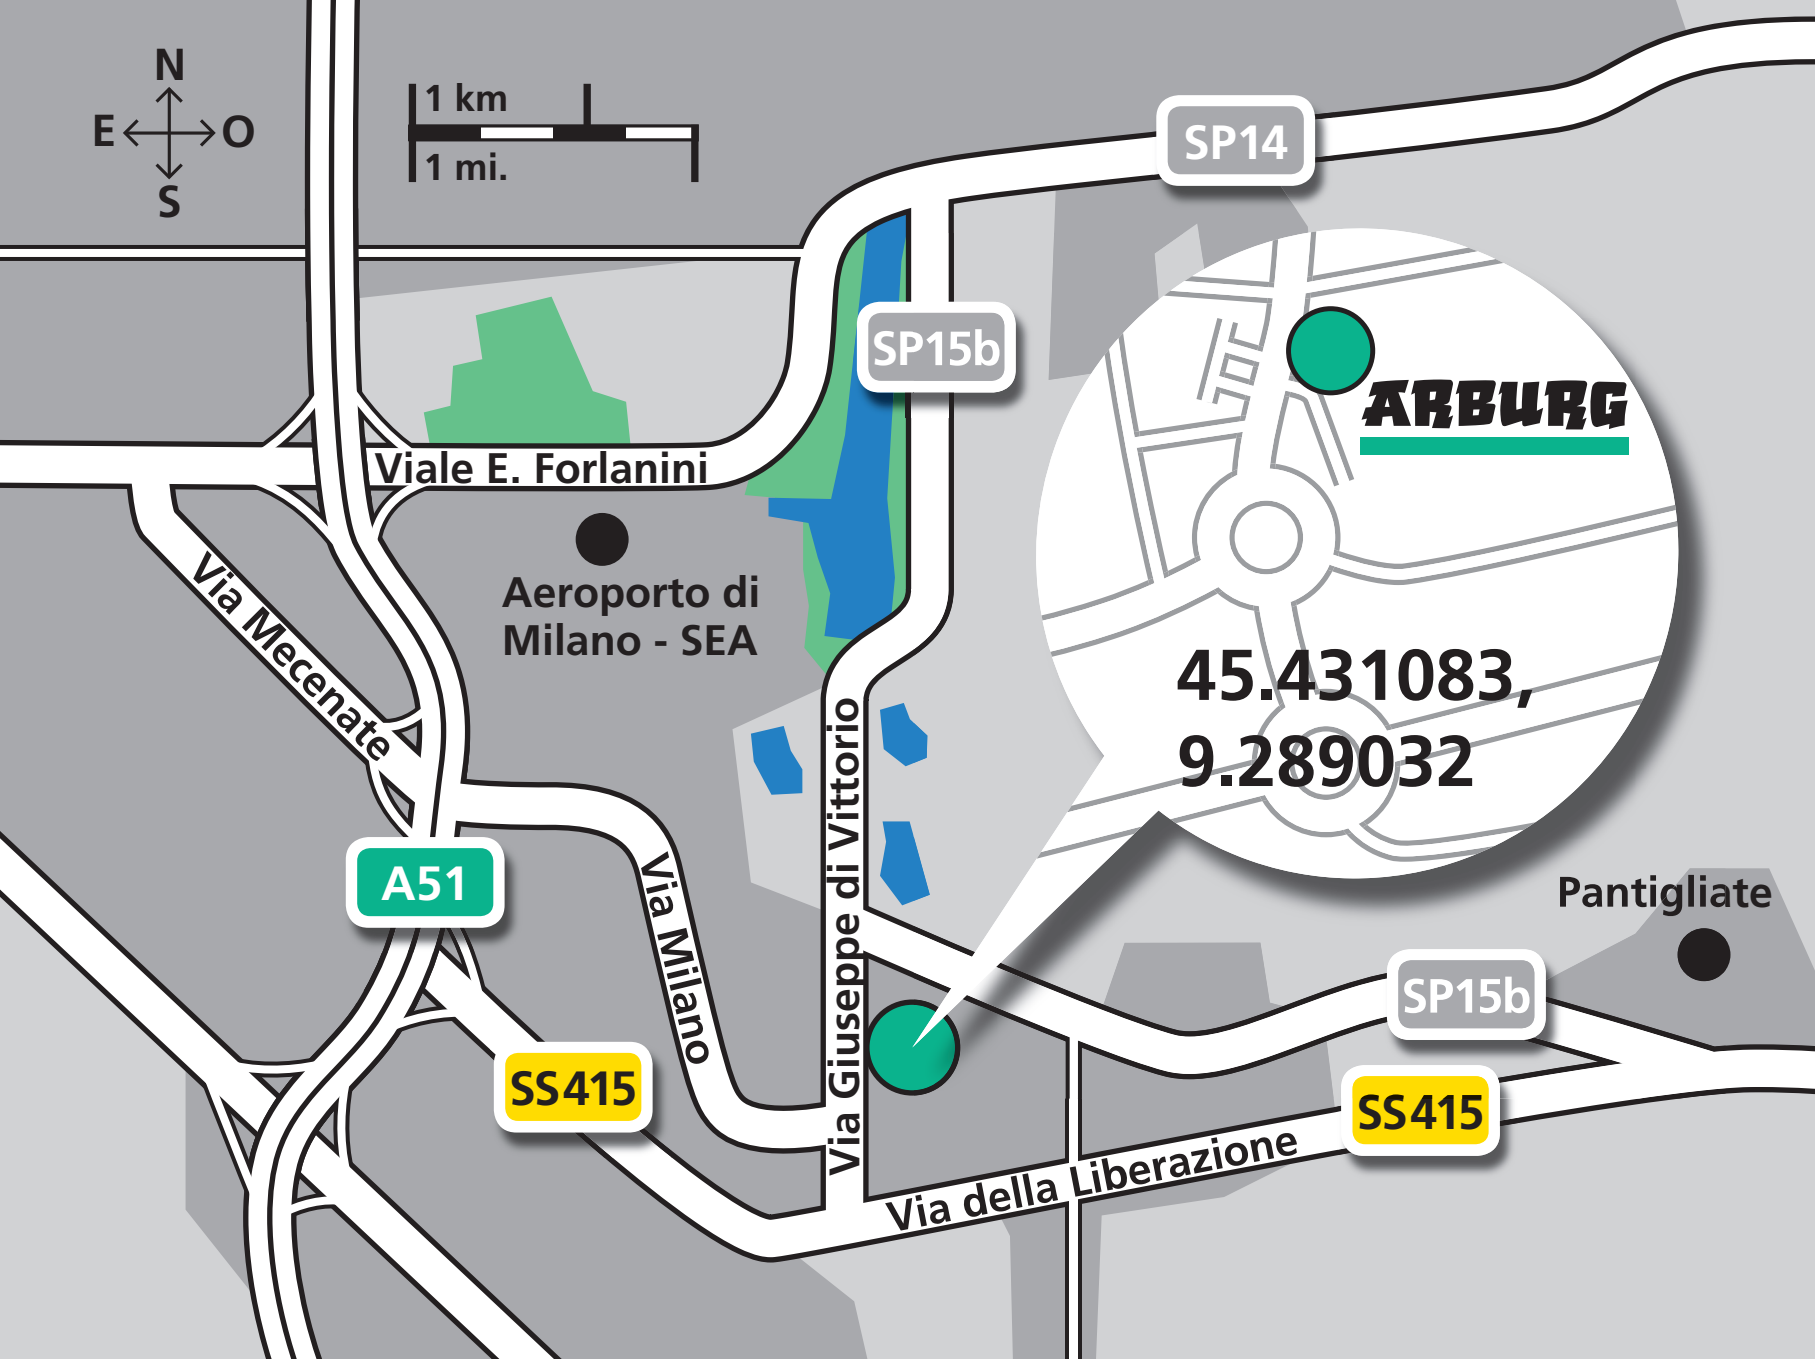 N
E
O
S
1 km
1 mi.
SP14
SP15b
ARBURG
Viale E. Forlanini
Aeroporto di
Milano - SEA
Via Mecenate
45.431083,
9.289032
Via Giuseppe di Vittorio
A51
Via Milano
Pantigliate
SP15b
SS415
SS415
Via della Liberazione